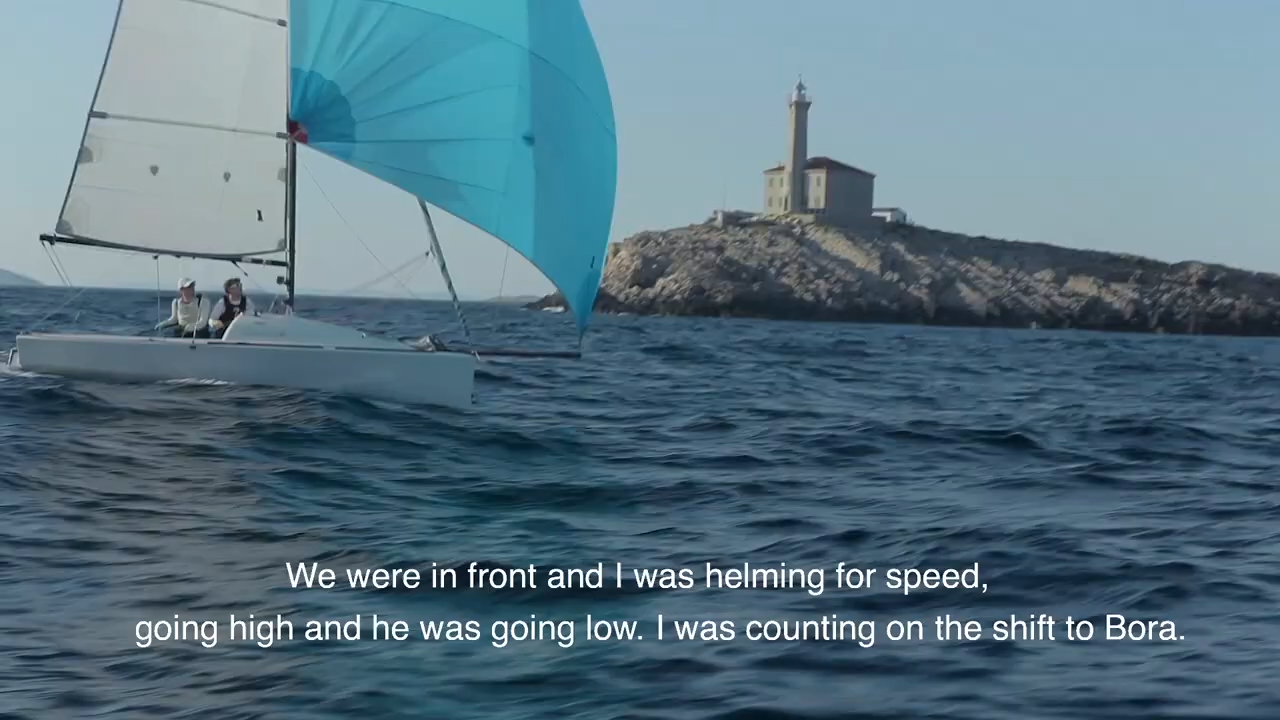 We were in front and I was helming for speed,
going high and he was going low. I was counting on the shift to Bora.